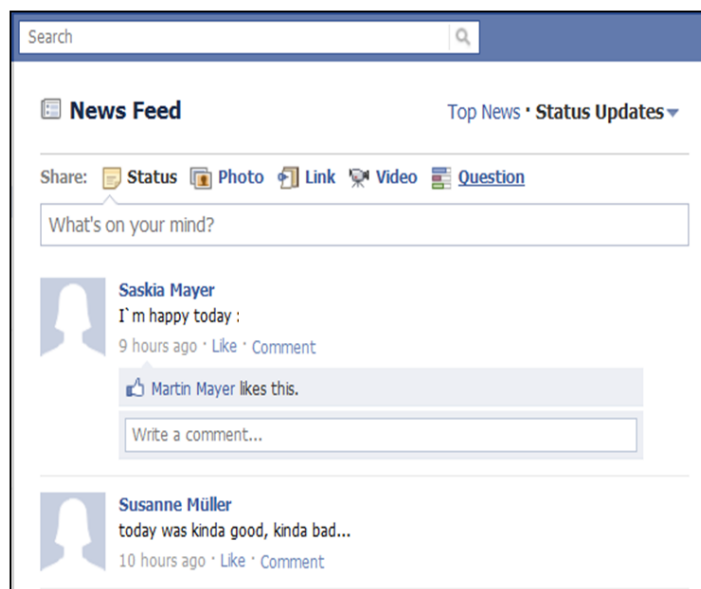 Search
News Feed
Top News · Status Updates
Share: Status Photo Link Video Question
What's on your mind?
Saskia Mayer
I`m happy today :
9 hours ago · Like · Comment
Martin Mayer likes this.
Write a comment...
Susanne Müller
today was kinda good, kinda bad...
10 hours ago · Like · Comment